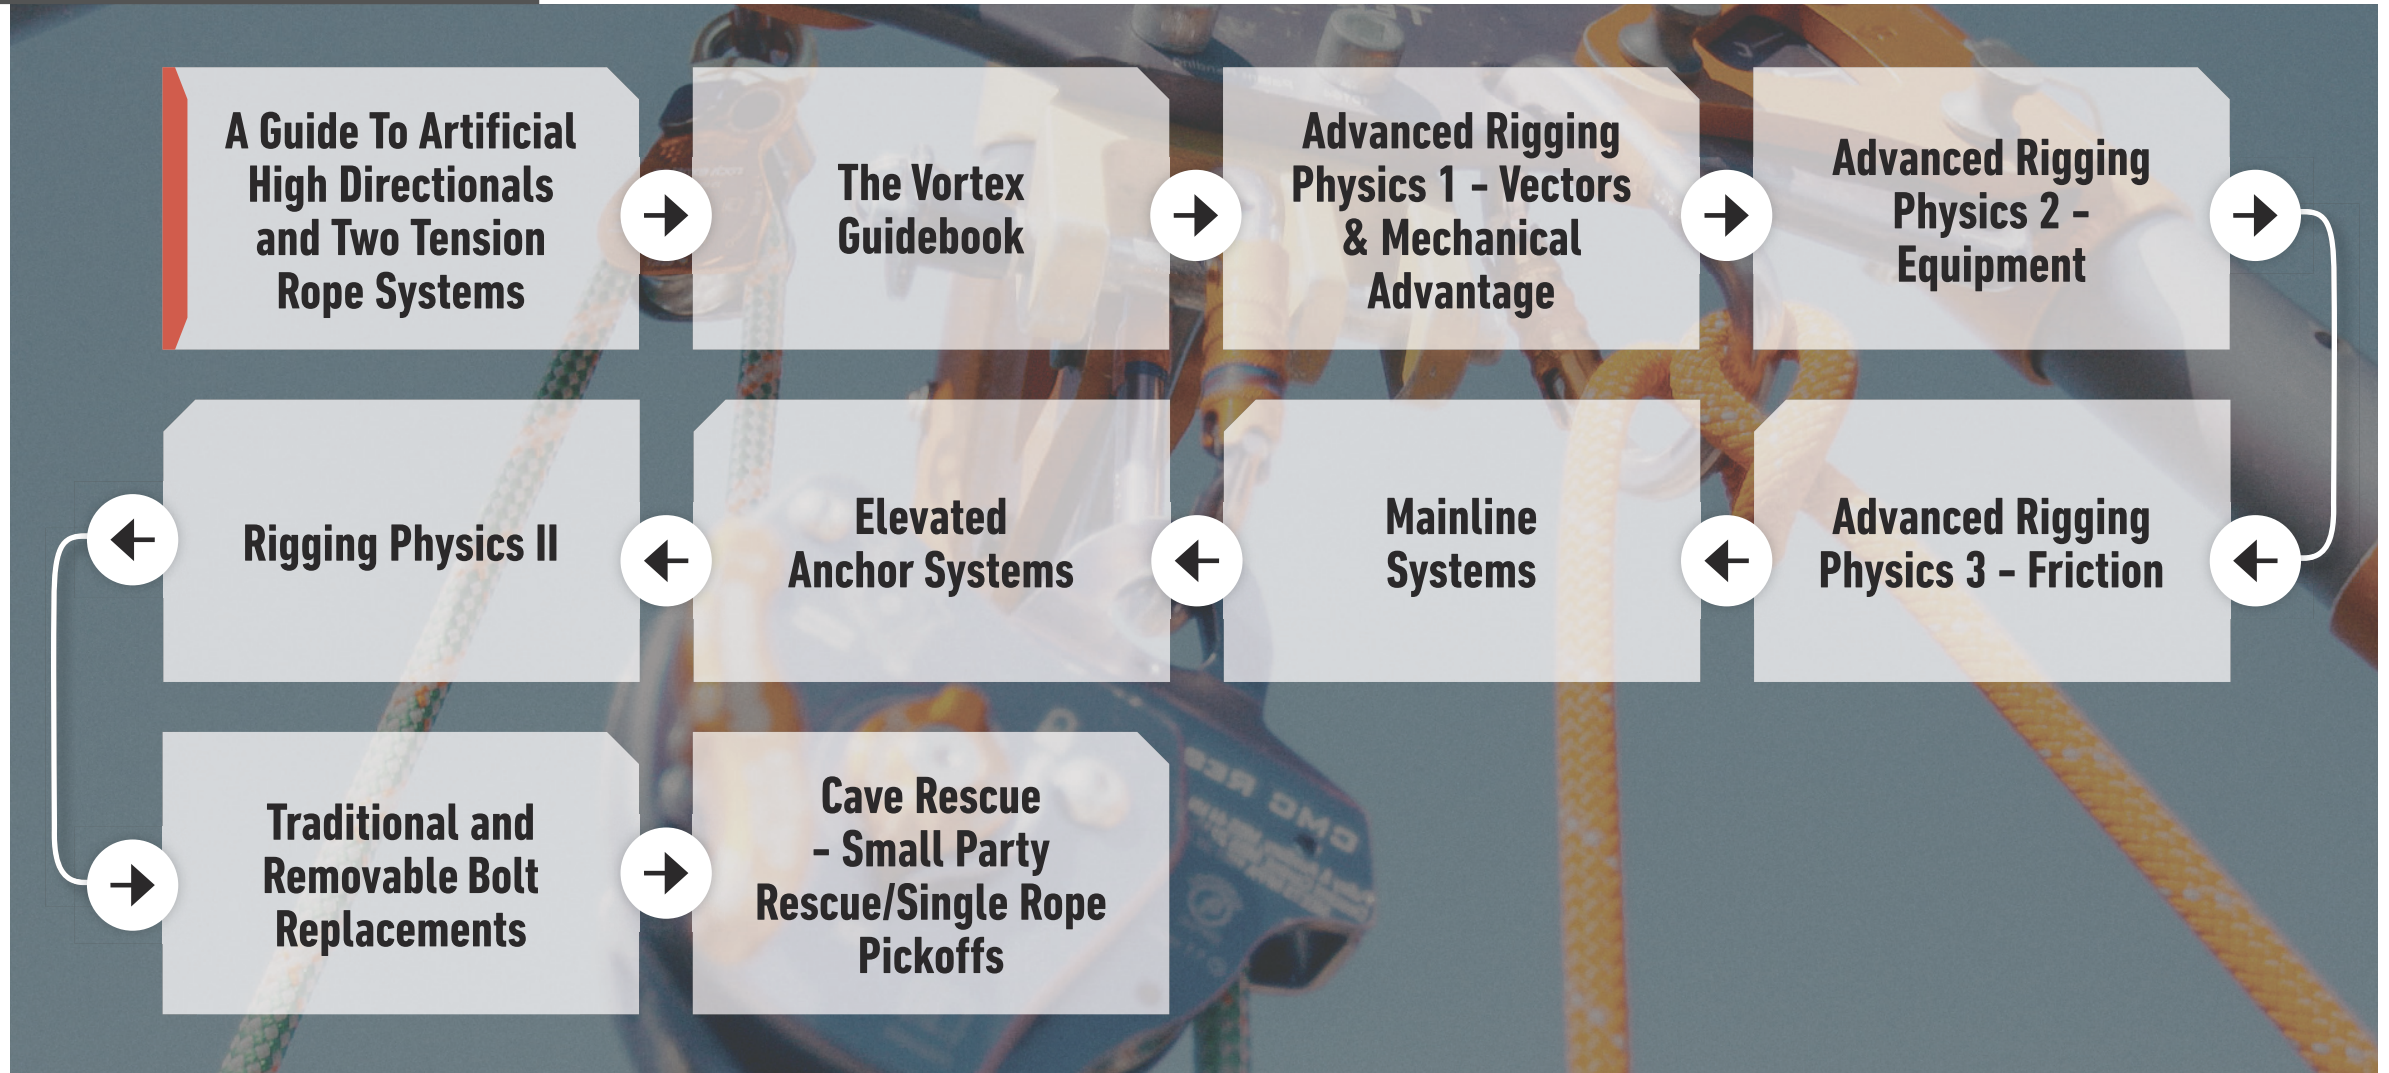 A Guide To Artificial
High Directionals
and Two Tension
Rope Systems
The Vortex
Guidebook
Advanced Rigging
Physics 1 - Vectors
& Mechanical
Advantage
Advanced Rigging
Physics 2 -
Equipment
Advanced Rigging
Physics 3 - Friction
Mainline
Systems
Elevated
Anchor Systems
Rigging Physics II
Traditional and
Removable Bolt
Replacements
Cave Rescue
- Small Party
Rescue/Single Rope
Pickoffs
CMC RES